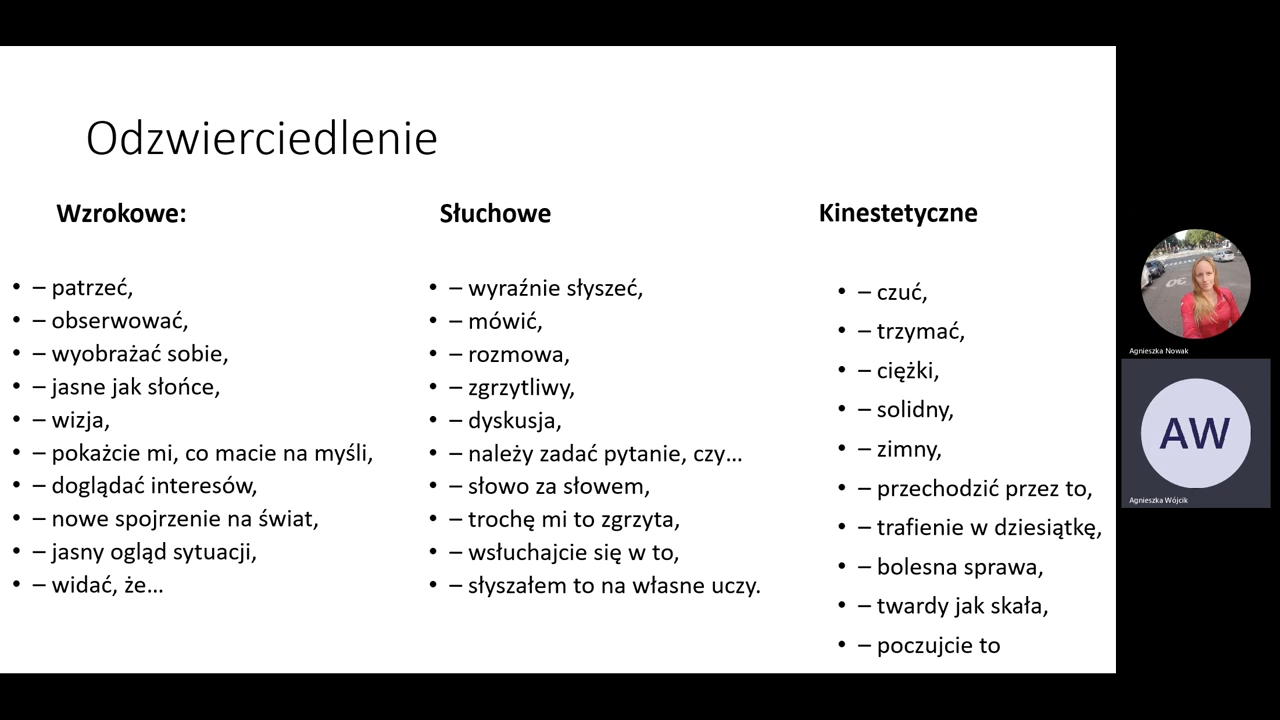 Odzwierciedlenie
Wzrokowe:
– patrzeć,
– obserwować,
– wyobrażać sobie,
– jasne jak słońce,
– wizja,
– pokażcie mi, co macie na myśli,
– doglądać interesów,
– nowe spojrzenie na świat,
– jasny ogląd sytuacji,
– widać, że…
Słuchowe
– wyraźnie słyszeć,
– mówić,
– rozmowa,
– zgrzytliwy,
– dyskusja,
– należy zadać pytanie, czy…
– słowo za słowem,
– trochę mi to zgrzyta,
– wsłuchajcie się w to,
– słyszałem to na własne uczy.
Kinestetyczne
– czuć,
– trzymać,
– ciężki,
– solidny,
– zimny,
– przechodzić przez to,
– trafienie w dziesiątkę,
– bolesna sprawa,
– twardy jak skała,
– poczujcie to
Agnieszka Nowak
AW
Agnieszka Wójcik